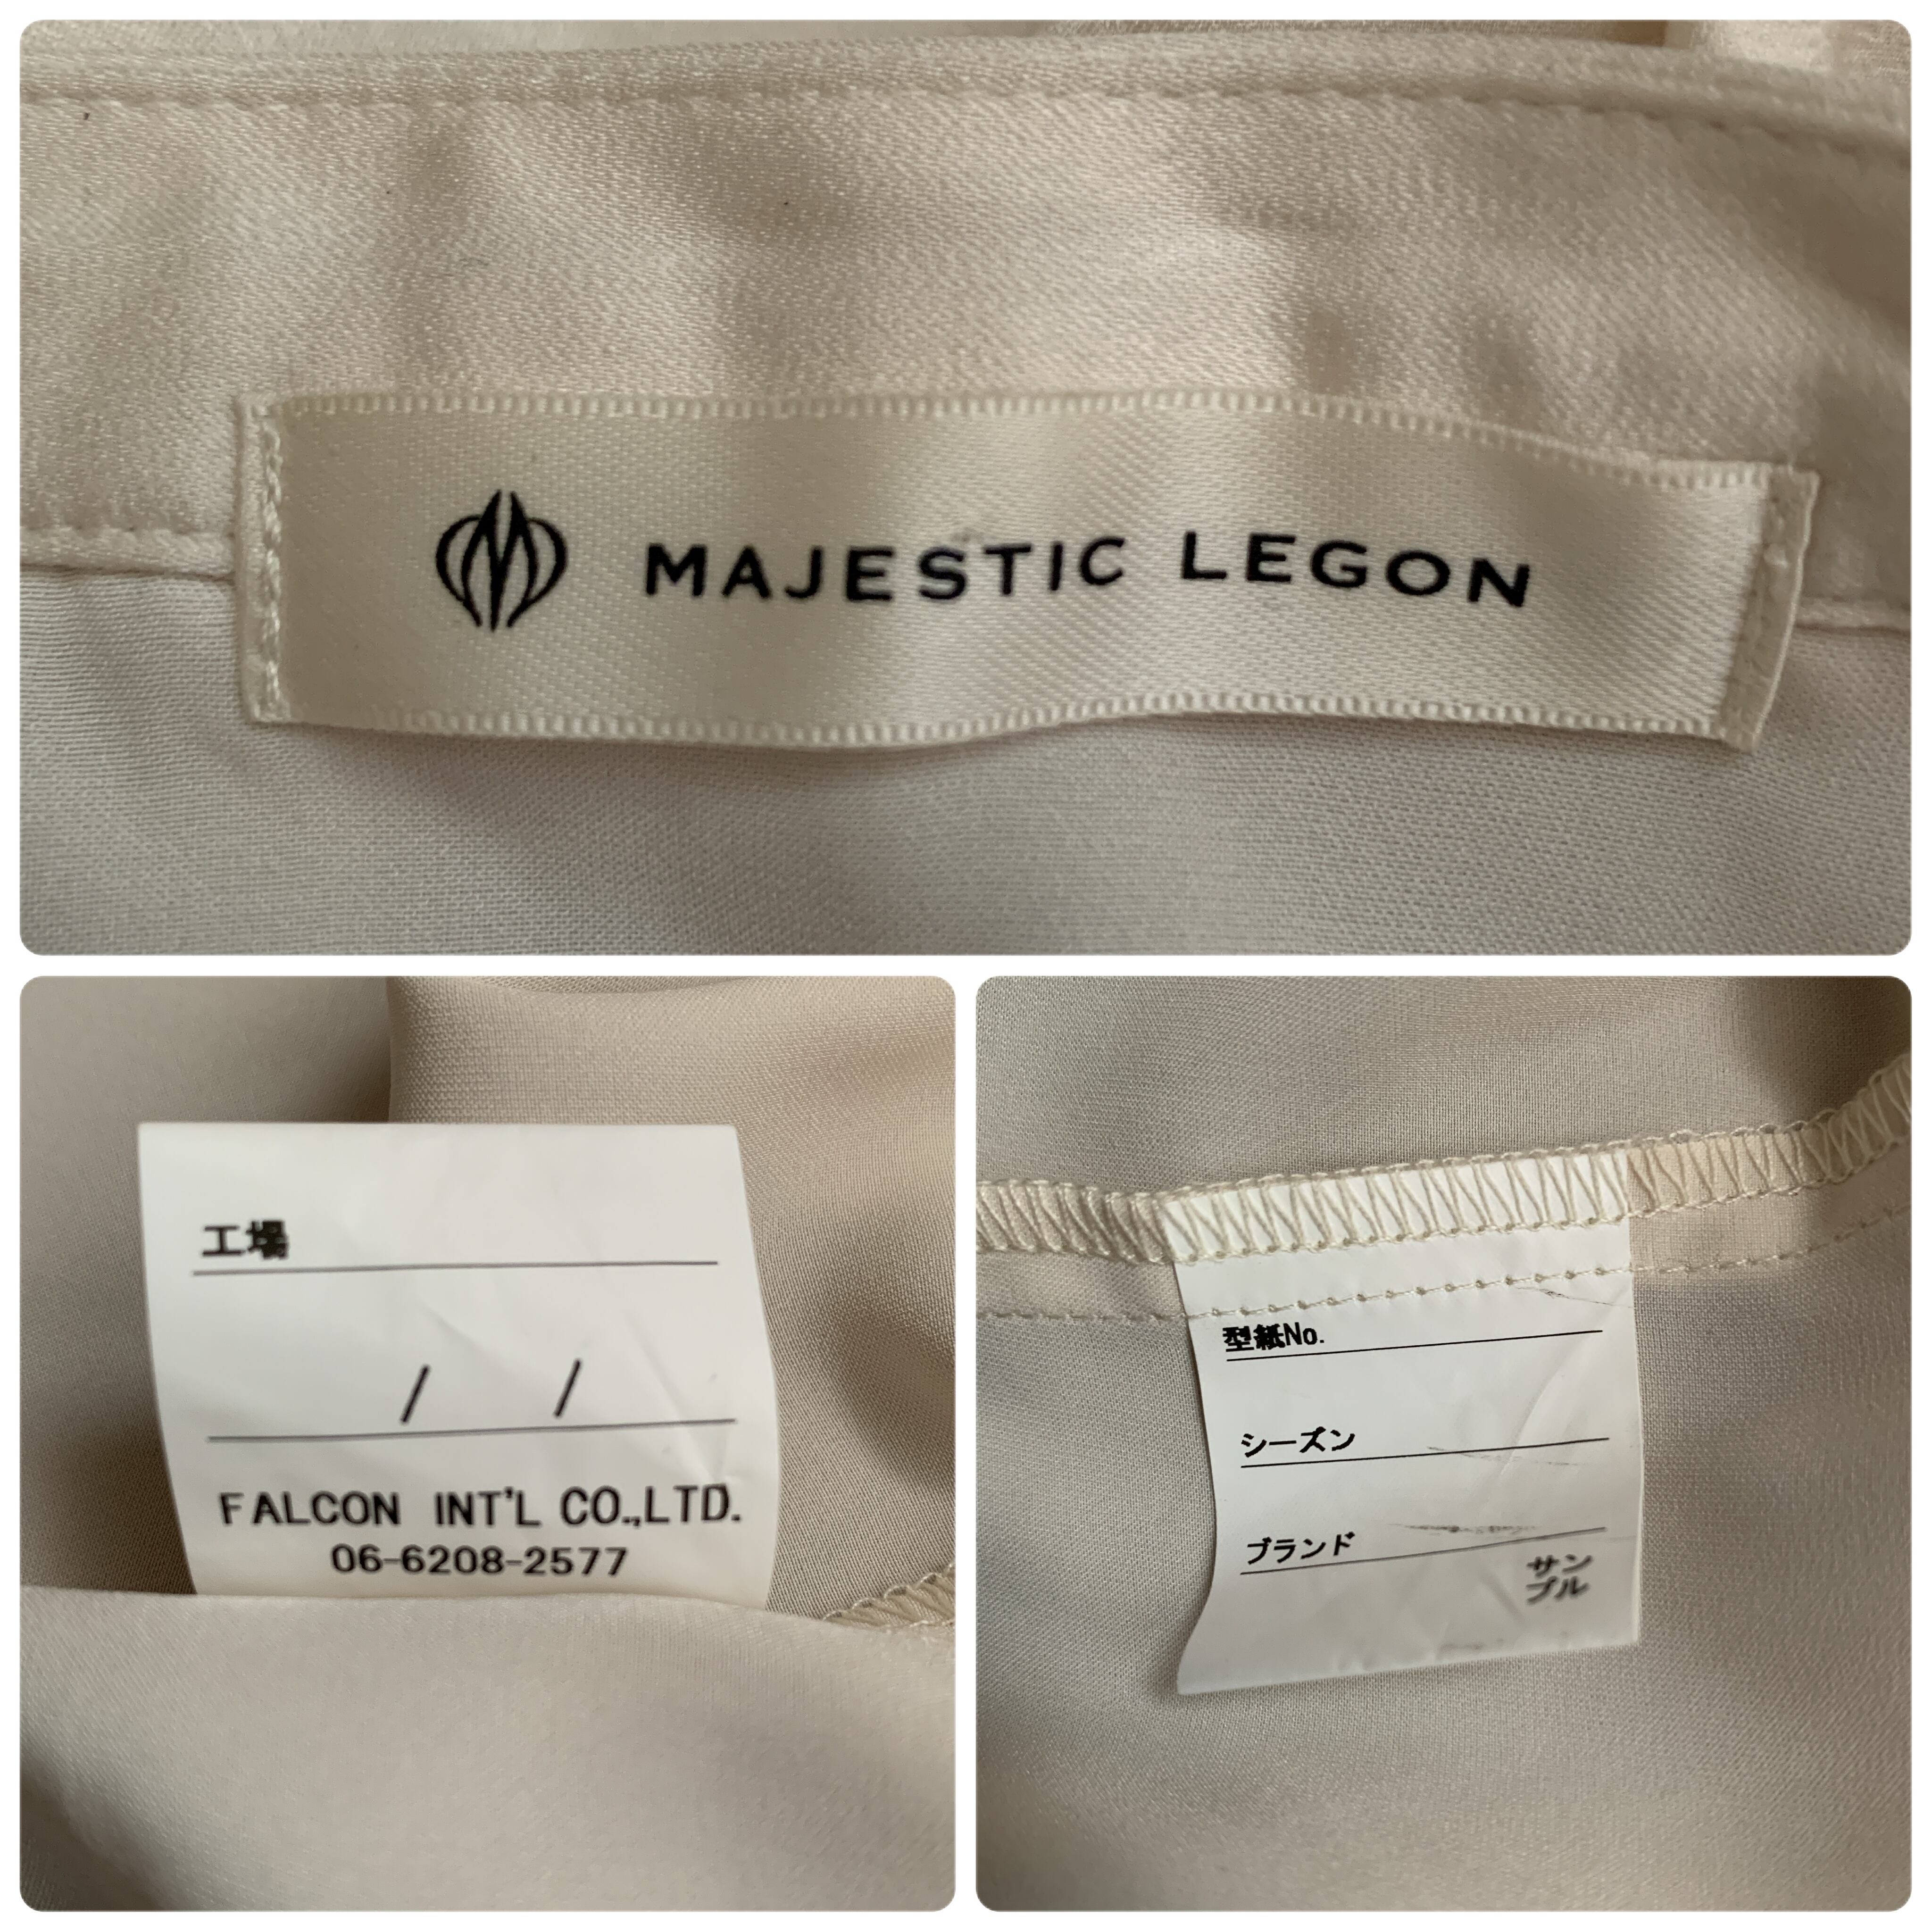 MAJESTIC LEGON
工場
/ /
FALCON INT'L CO.,LTD.
06-6208-2577
型紙No.
シーズン
ブランド
サン
プル